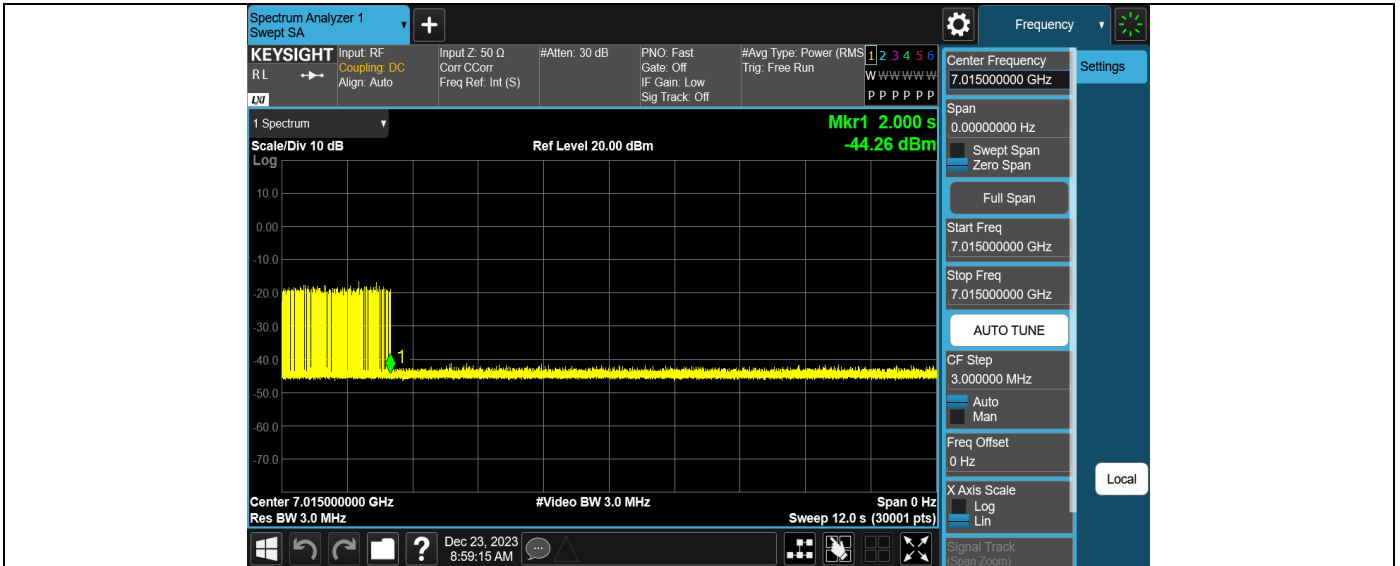 Spectrum Analyzer 1
Swept SA
Frequency
KEYSIGHT
R L
LXI
Input: RF
Coupling: DC
Align: Auto
Input Z: 50 Ω
Corr CCorr
Freq Ref: Int (S)
#Atten: 30 dB
PNO: Fast
Gate: Off
IF Gain: Low
Sig Track: Off
#Avg Type: Power (RMS
Trig: Free Run
1 2 3 4 5 6
W W W W W W
P P P P P P
1 Spectrum
Scale/Div 10 dB
Ref Level 20.00 dBm
Mkr1 2.000 s
-44.26 dBm
Log
10.0
0.00
-10.0
-20.0
-30.0
-40.0
-50.0
-60.0
-70.0
1
Center 7.015000000 GHz
#Video BW 3.0 MHz
Span 0 Hz
Res BW 3.0 MHz
Sweep 12.0 s (30001 pts)
Dec 23, 2023
8:59:15 AM
Center Frequency
7.015000000 GHz
Span
0.00000000 Hz
Swept Span
Zero Span
Full Span
Start Freq
7.015000000 GHz
Stop Freq
7.015000000 GHz
AUTO TUNE
CF Step
3.000000 MHz
Auto
Man
Freq Offset
0 Hz
X Axis Scale
Log
Lin
Signal Track
(Span Zoom)
Settings
Local